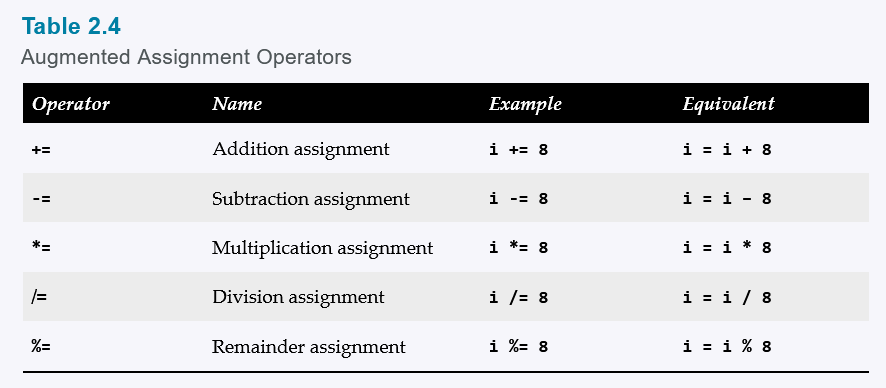 Table 2.4
Augmented Assignment Operators
Operator Name Example Equivalent
+= Addition assignment i += 8 i = i + 8
-= Subtraction assignment i -= 8 i = i – 8
*= Multiplication assignment i *= 8 i = i * 8
/= Division assignment i /= 8 i = i / 8
%= Remainder assignment i %= 8 i = i % 8